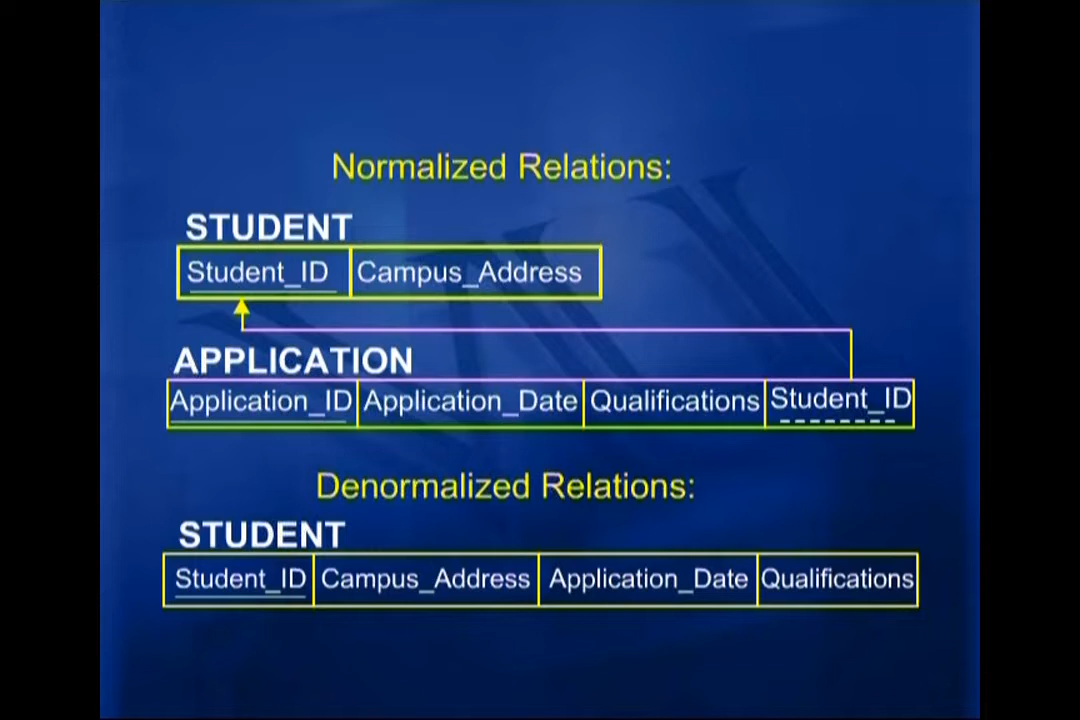 Normalized Relations:
STUDENT
Student_ID Campus_Address
APPLICATION
Application_ID Application_Date Qualifications Student_ID
Denormalized Relations:
STUDENT
Student_ID Campus_Address Application_Date Qualifications